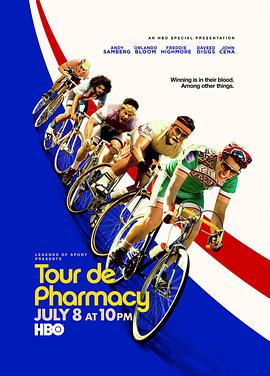 AN HBO SPECIAL PRESENTATION
ANDY SAMBERG
ORLANDO BLOOM
FREDDIE HIGHMORE
DAVEED DIGGS
JOHN CENA
Winning is in their blood.
Among other things.
LEGENDS OF SPORT
PRESENTS
Tour de
Pharmacy
JULY 8 AT 10PM
HBO